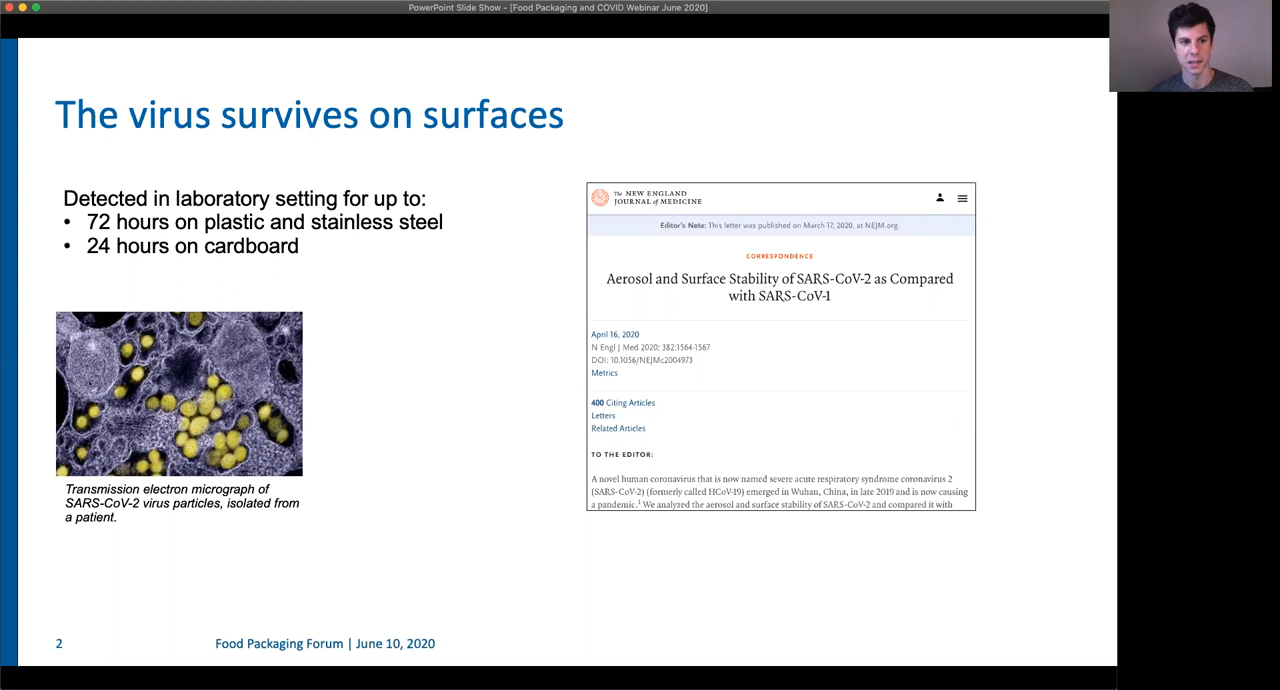 PowerPoint Slide Show - [Food Packaging and COVID Webinar June 2020]
The virus survives on surfaces
Detected in laboratory setting for up to:
• 72 hours on plastic and stainless steel
• 24 hours on cardboard
Transmission electron micrograph of
SARS-CoV-2 virus particles, isolated from
a patient.
The NEW ENGLAND
JOURNAL of MEDICINE
Editor's Note: This letter was published on March 17, 2020, at NEJM.org.
CORRESPONDENCE
Aerosol and Surface Stability of SARS-CoV-2 as Compared
with SARS-CoV-1
April 16, 2020
N Engl J Med 2020; 382:1564-1567
DOI: 10.1056/NEJMc2004973
Metrics
400 Citing Articles
Letters
Related Articles
TO THE EDITOR:
A novel human coronavirus that is now named severe acute respiratory syndrome coronavirus 2
(SARS-CoV-2) (formerly called HCoV-19) emerged in Wuhan, China, in late 2019 and is now causing
a pandemic.1 We analyzed the aerosol and surface stability of SARS-CoV-2 and compared it with
2
Food Packaging Forum | June 10, 2020